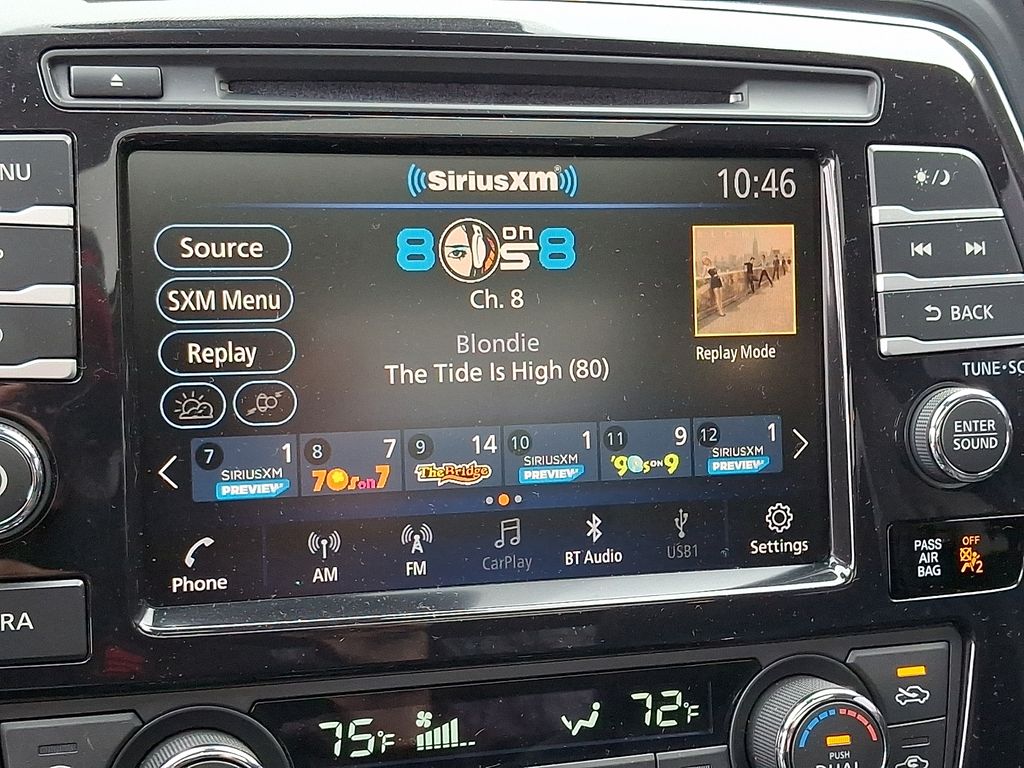 NU
SiriusXM
10:46
8 on 8
Source
SXM Menu
Replay
Ch. 8
Blondie
The Tide Is High (80)
Replay Mode
BACK
TUNE•SC
ENTER
SOUND
7 1 SIRIUSXM PREVIEW
8 7 70s on 7
9 14 The Bridge
10 1 SIRIUSXM PREVIEW
11 9 '90s ON 9
12 1 SIRIUSXM PREVIEW
Phone
AM
FM
CarPlay
BT Audio
USB1
Settings
PASS
AIR
BAG
OFF
2
RA
75°F
72°F
PUSH
DUAL